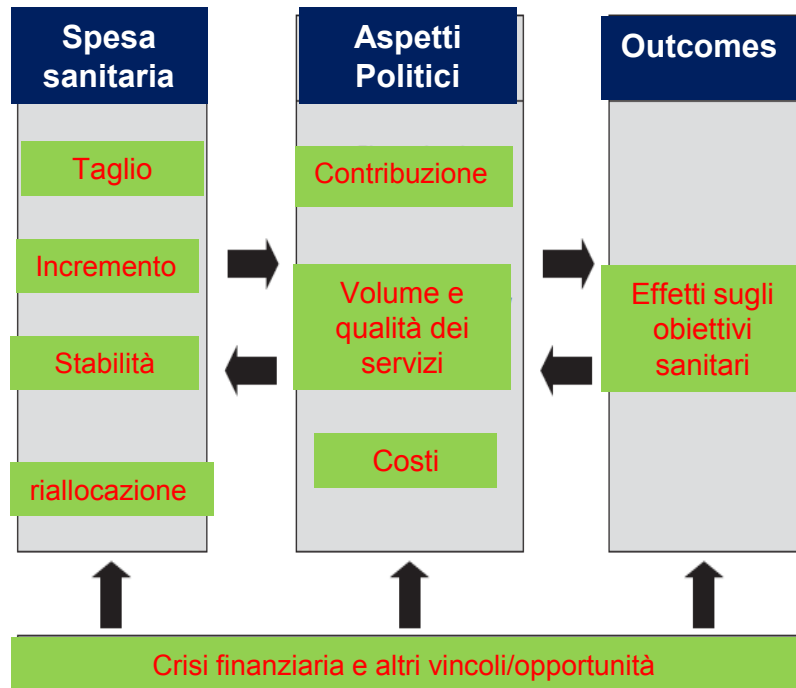 Spesa
sanitaria
Taglio
Incremento
Stabilità
riallocazione
Aspetti
Politici
Contribuzione
Volume e
qualità dei
servizi
Costi
Outcomes
Effetti sugli
obiettivi
sanitari
Crisi finanziaria e altri vincoli/opportunità